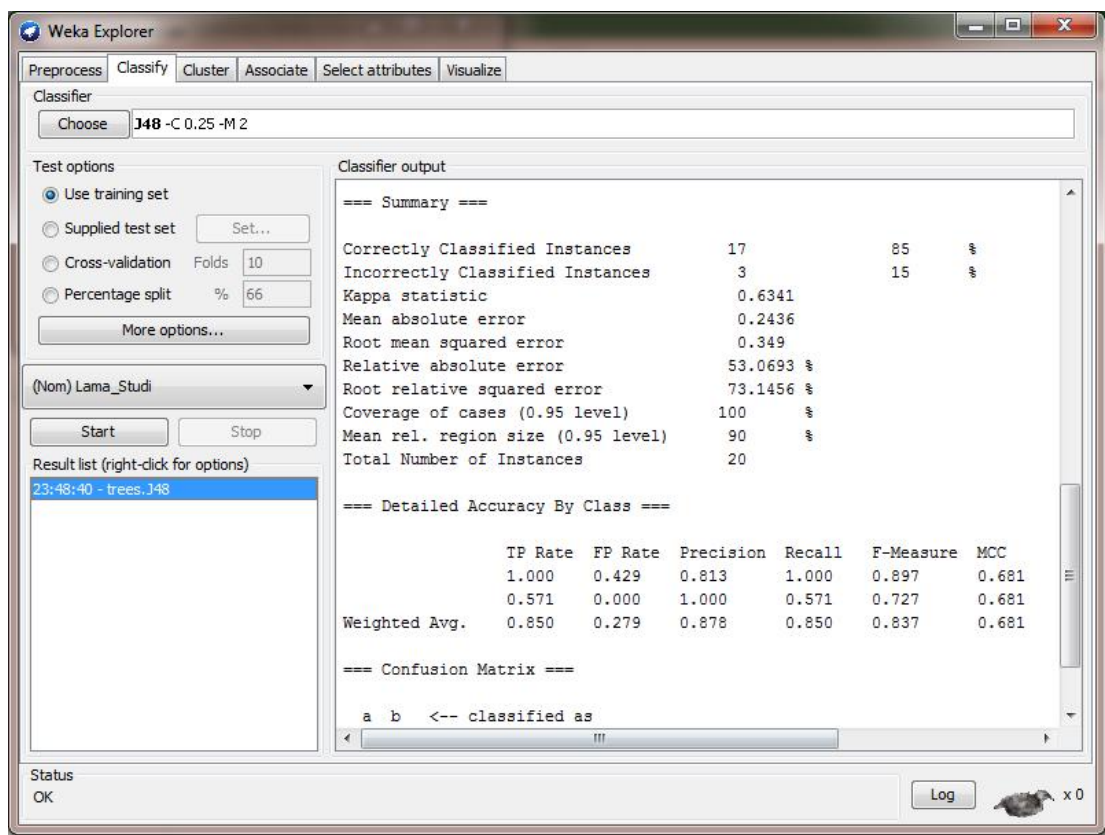 Weka Explorer
Preprocess Classify Cluster Associate Select attributes Visualize
Classifier
Choose J48 -C 0.25 -M 2
Test options
Use training set
Supplied test set Set...
Cross-validation Folds 10
Percentage split % 66
More options...
(Nom) Lama_Studi
Start Stop
Result list (right-click for options)
23:48:40 - trees.J48
Classifier output
=== Summary ===
Correctly Classified Instances 17 85 %
Incorrectly Classified Instances 3 15 %
Kappa statistic 0.6341
Mean absolute error 0.2436
Root mean squared error 0.349
Relative absolute error 53.0693 %
Root relative squared error 73.1456 %
Coverage of cases (0.95 level) 100 %
Mean rel. region size (0.95 level) 90 %
Total Number of Instances 20
=== Detailed Accuracy By Class ===
TP Rate FP Rate Precision Recall F-Measure MCC
1.000 0.429 0.813 1.000 0.897 0.681
0.571 0.000 1.000 0.571 0.727 0.681
Weighted Avg. 0.850 0.279 0.878 0.850 0.837 0.681
=== Confusion Matrix ===
a b <-- classified as
Status
OK
Log x 0